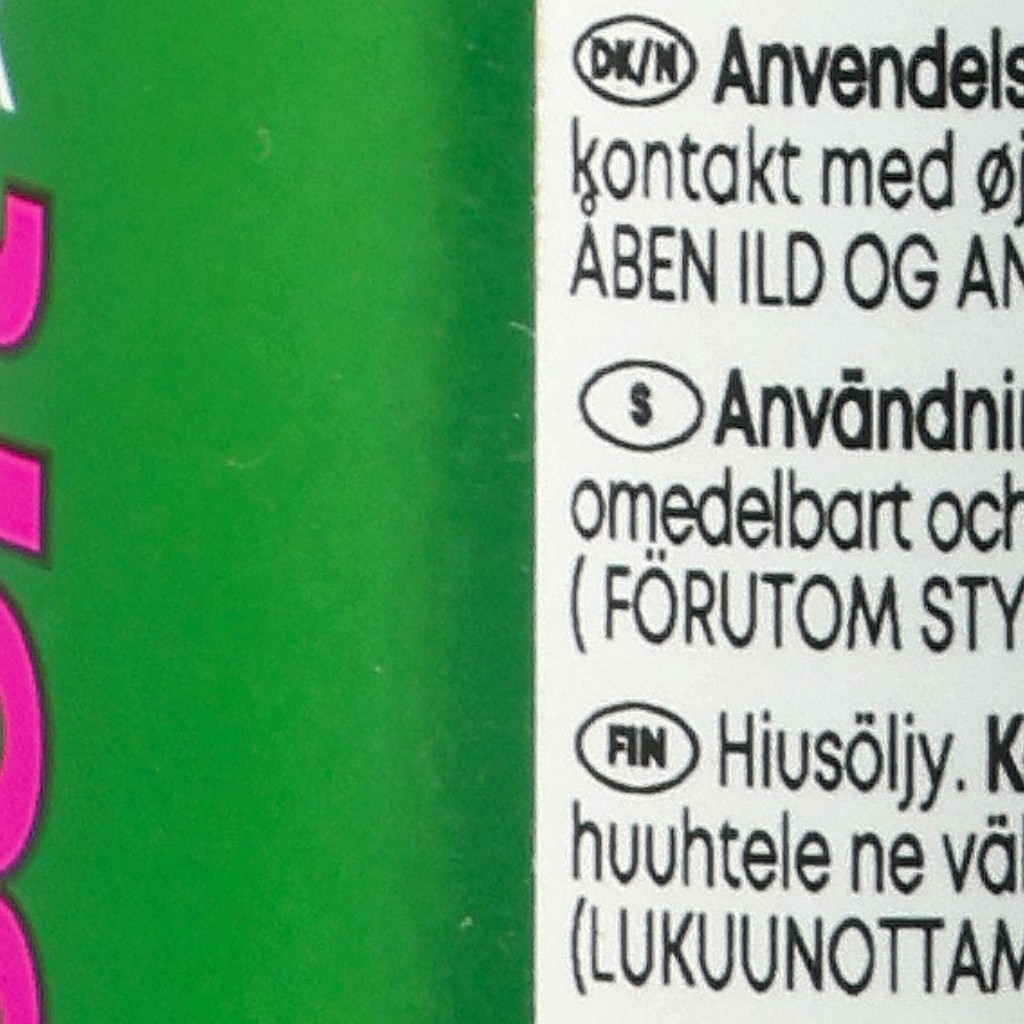 DK/N Anvendels
kontakt med øj
ÅBEN ILD OG AN
S Användni
omedelbart och
( FÖRUTOM STY
FIN Hiusöljy. K
huuhtele ne väl
(LUKUUNOTTAM